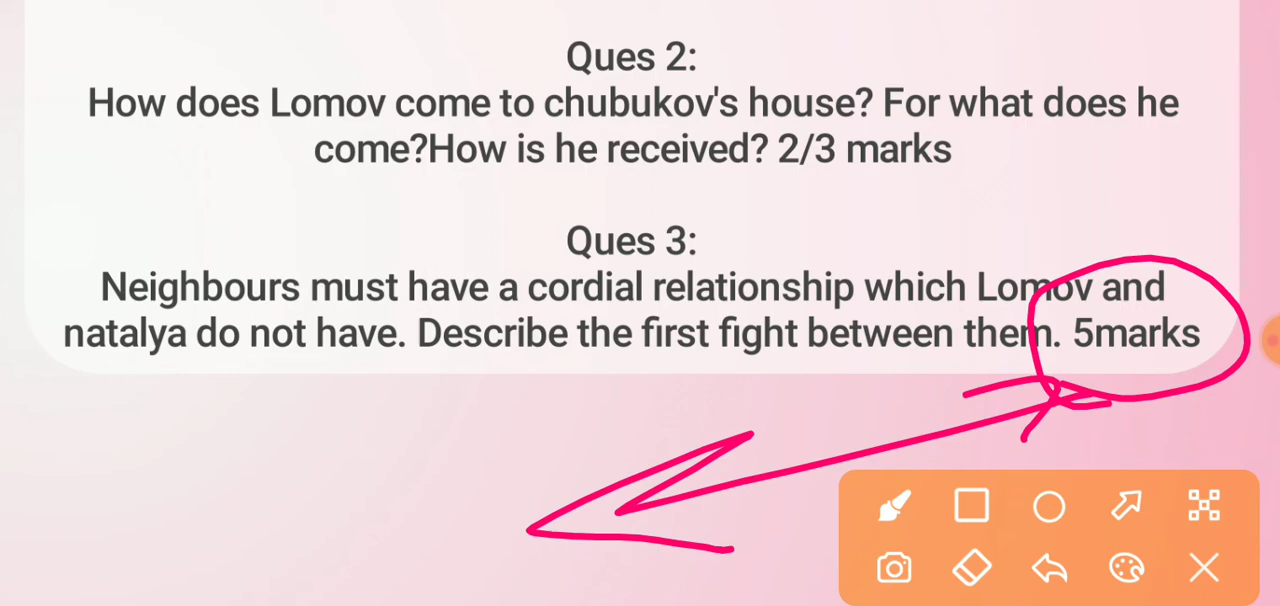 Ques 2:
How does Lomov come to chubukov's house? For what does he
come?How is he received? 2/3 marks
Ques 3:
Neighbours must have a cordial relationship which Lomov and
natalya do not have. Describe the first fight between them. 5marks